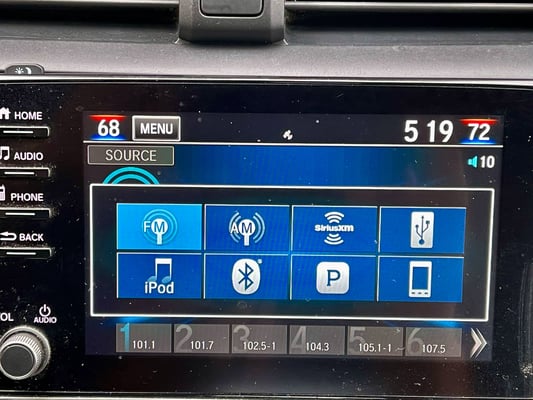 HOME
68 MENU 5 19 72
AUDIO
SOURCE
10
PHONE
FM AM SiriusXM
BACK
iPod P
VOL AUDIO
1 2 3 4 5 6
101.1 101.7 102.5-1 104.3 105.1-1 107.5